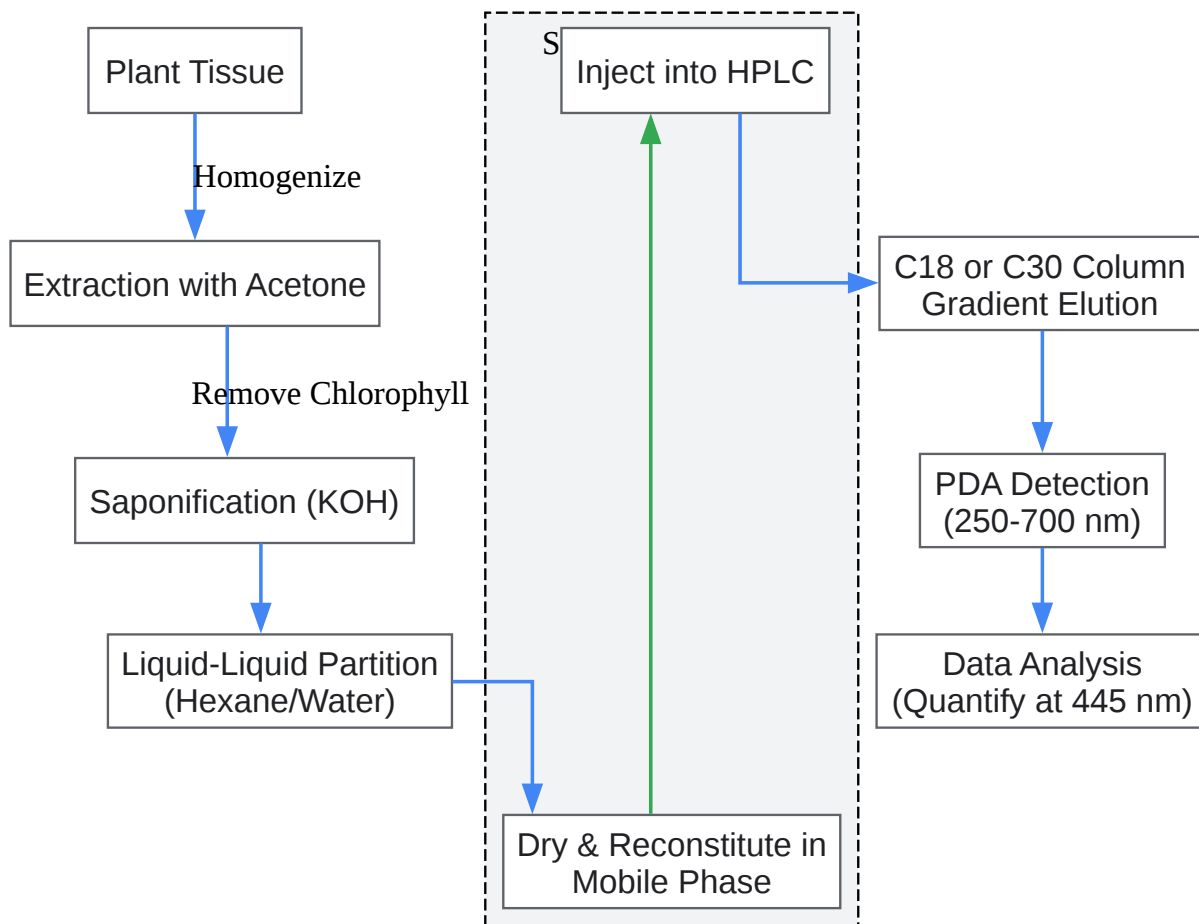 Plant Tissue
Homogenize
Extraction with Acetone
Remove Chlorophyll
Saponification (KOH)
Liquid-Liquid Partition
(Hexane/Water)
Dry & Reconstitute in
Mobile Phase
Inject into HPLC
C18 or C30 Column
Gradient Elution
PDA Detection
(250-700 nm)
Data Analysis
(Quantify at 445 nm)